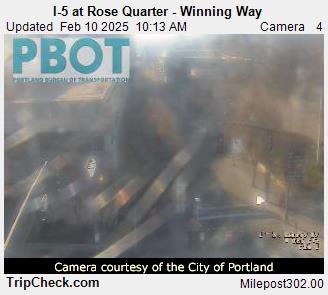 I-5 at Rose Quarter - Winning Way
Updated Feb 10 2025 10:13 AM Camera 4
PBOT
PORTLAND BUREAU OF TRANSPORTATION
Camera courtesy of the City of Portland
TripCheck.com Milepost302.00